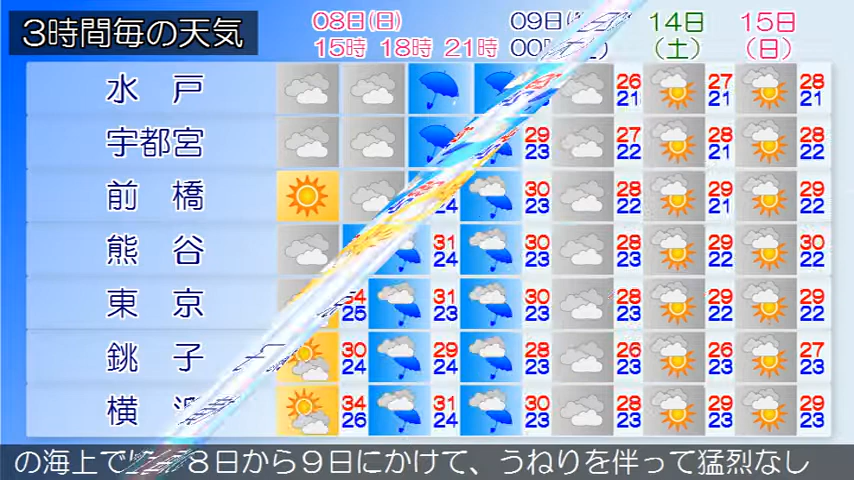 3時間毎の天気
08日(日) 09日 14日 15日
15時 18時 21時 00 (土) (日)
水戸 26 21 27 21 28 21
宇都宮 29 23 27 22 28 21 28 22
前橋 24 30 23 28 22 29 21 29 22
熊谷 31 24 30 23 28 23 29 22 30 22
東京 34 25 31 23 30 23 28 23 29 22 29 22
銚子 30 24 29 24 28 23 26 23 26 23 27 23
横 34 26 31 24 30 23 28 23 29 23 29 23
の海上で 8日から9日にかけて、うねりを伴って猛烈なし